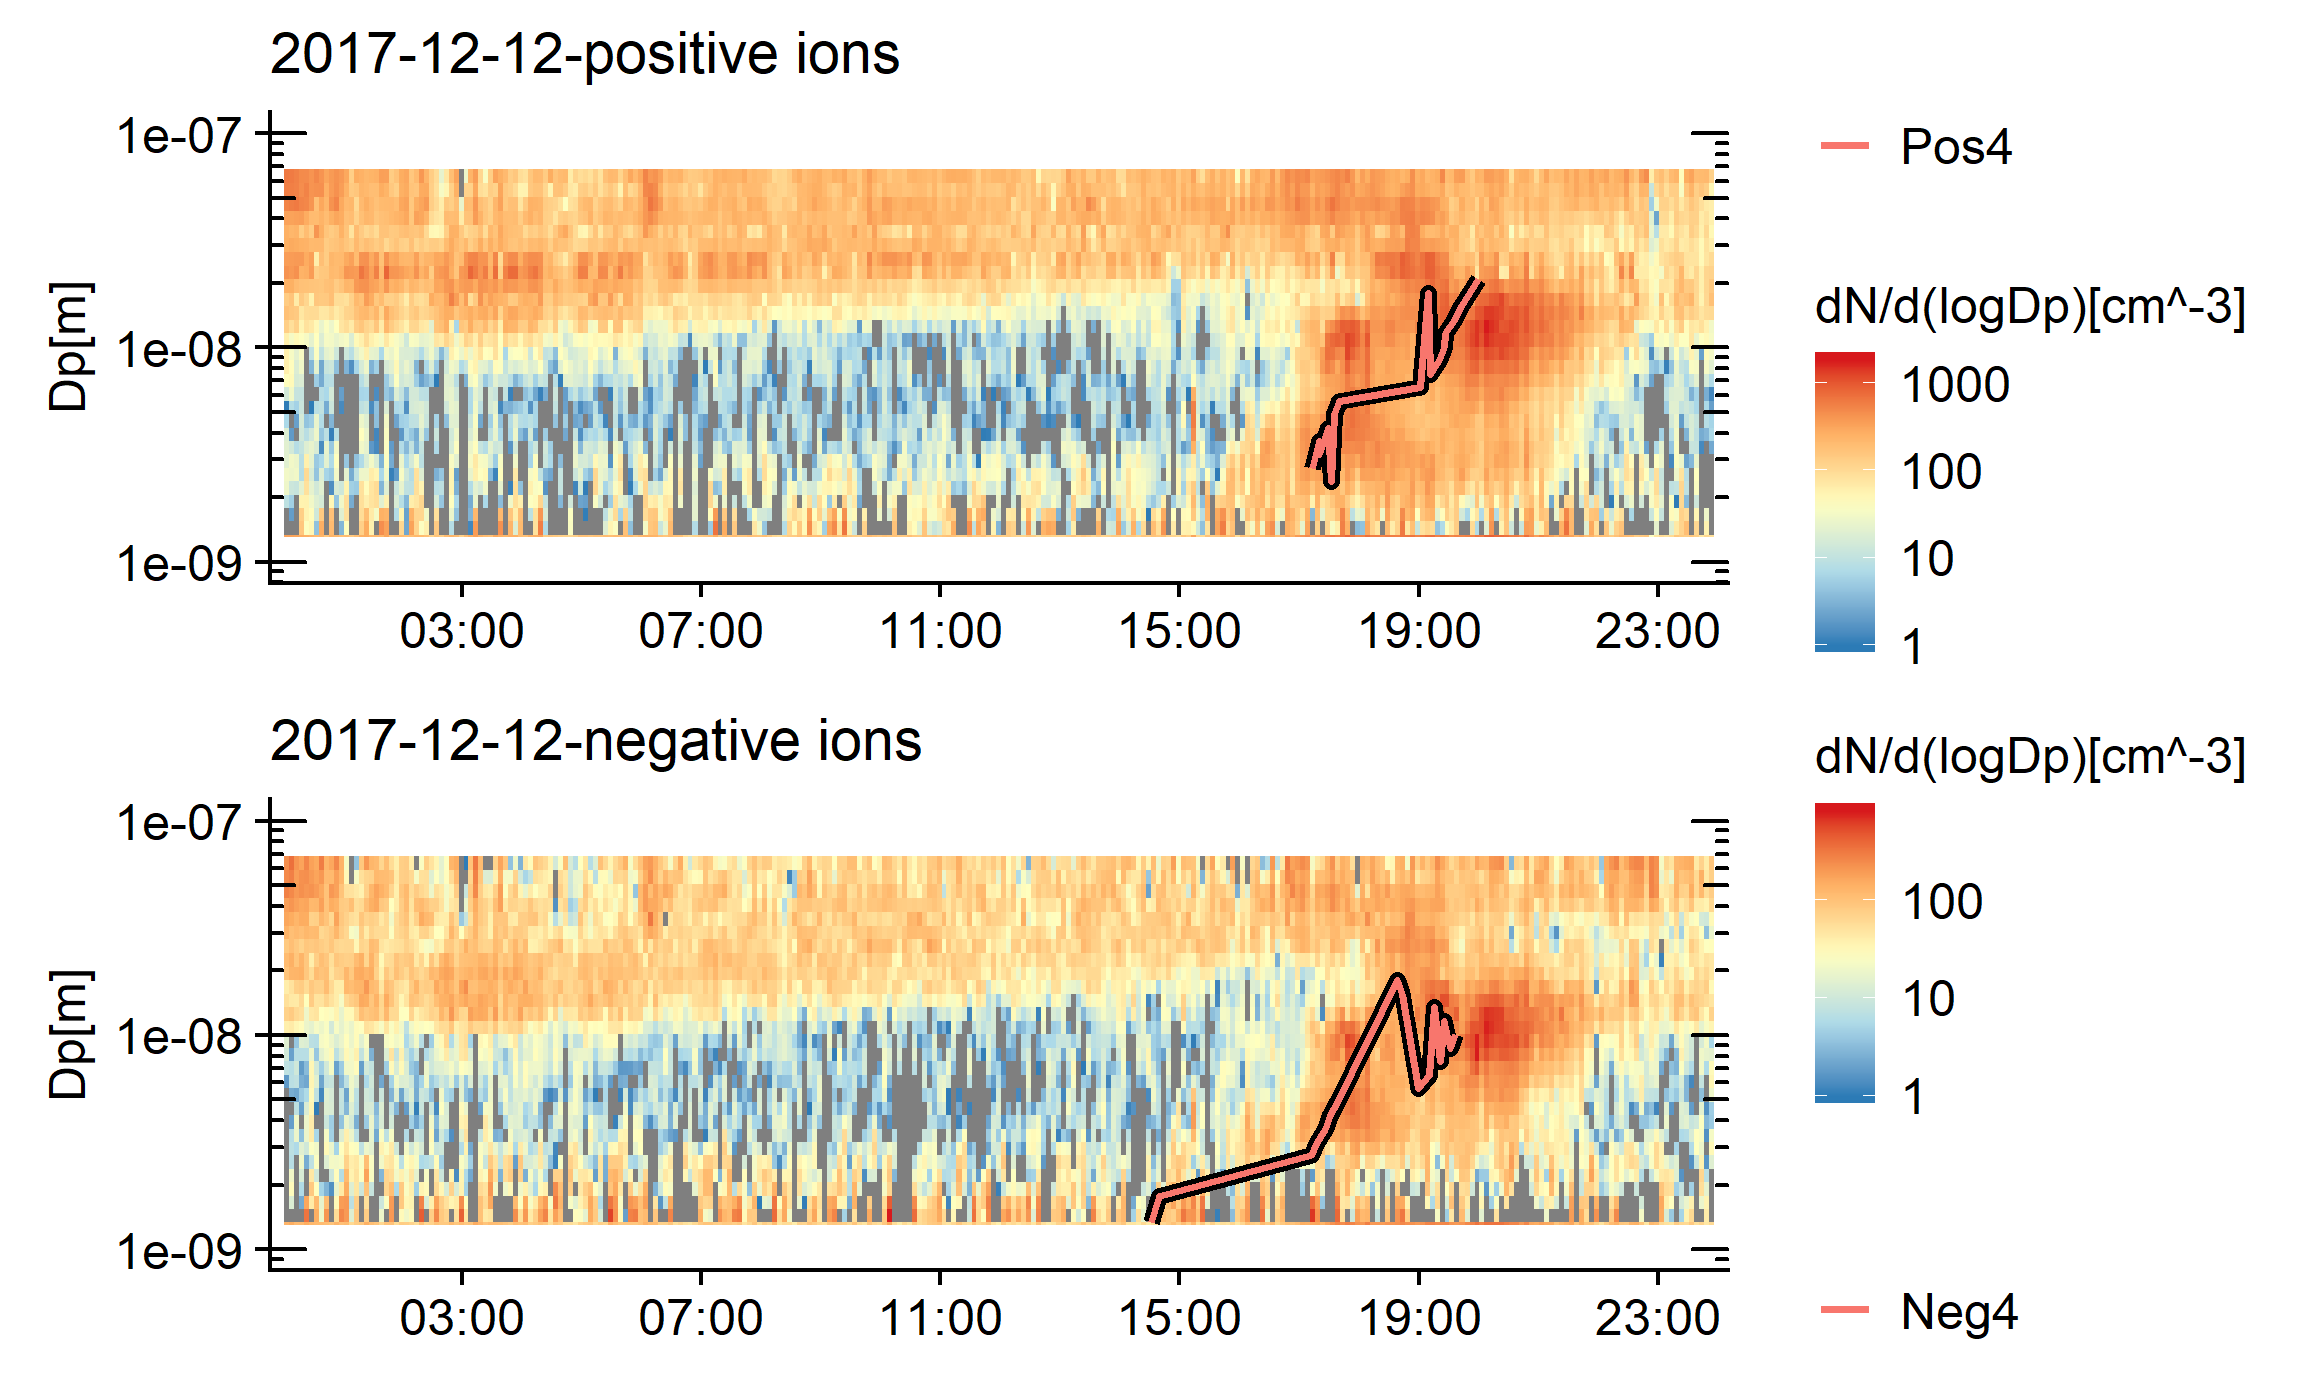 2017-12-12-positive ions
1e-07
1e-08
1e-09
Dp[m]
03:00 07:00 11:00 15:00 19:00 23:00
Pos4
dN/d(logDp)[cm^-3]
1000
100
10
1
2017-12-12-negative ions
1e-07
1e-08
1e-09
Dp[m]
03:00 07:00 11:00 15:00 19:00 23:00
dN/d(logDp)[cm^-3]
100
10
1
Neg4